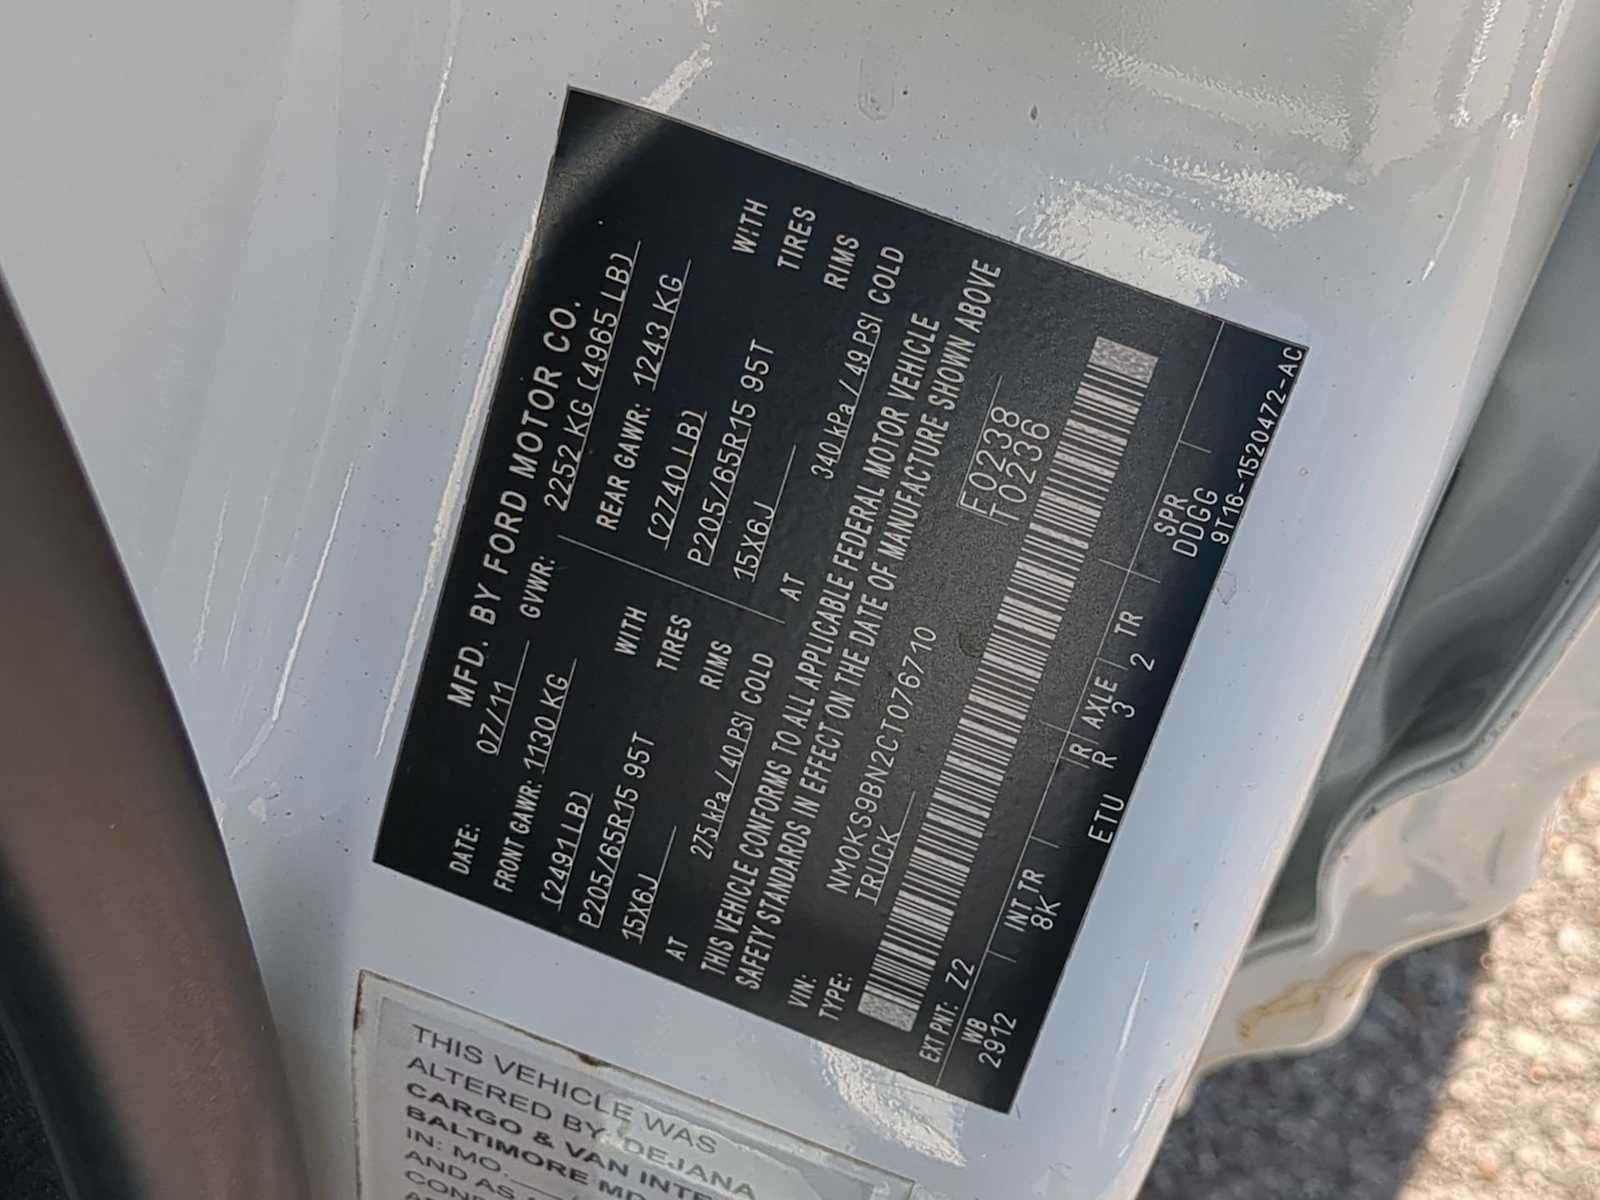 MFD. BY FORD MOTOR CO.
DATE: 07/11 GVWR: 2252 KG (4965 LB)
FRONT GAWR: 1130 KG REAR GAWR: 1243 KG
(2491 LB) WITH (2740 LB) WITH
P205/65R15 95T TIRES P205/65R15 95T TIRES
15X6J RIMS 15X6J RIMS
AT 275 kPa / 40 PSI COLD AT 340 kPa / 49 PSI COLD
THIS VEHICLE CONFORMS TO ALL APPLICABLE FEDERAL MOTOR VEHICLE
SAFETY STANDARDS IN EFFECT ON THE DATE OF MANUFACTURE SHOWN ABOVE
VIN: NM0KS9BN2CT076710 F0238
TYPE: TRUCK T0236
EXT PNT: Z2
WB INT TR R AXLE TR SPR
2912 8K R 3 2 DDGG
ETU 9T16-1520472-AC
THIS VEHICLE WAS
ALTERED BY DEJANA
CARGO & VAN
BALTIMORE MD
IN: MO.
AND AS